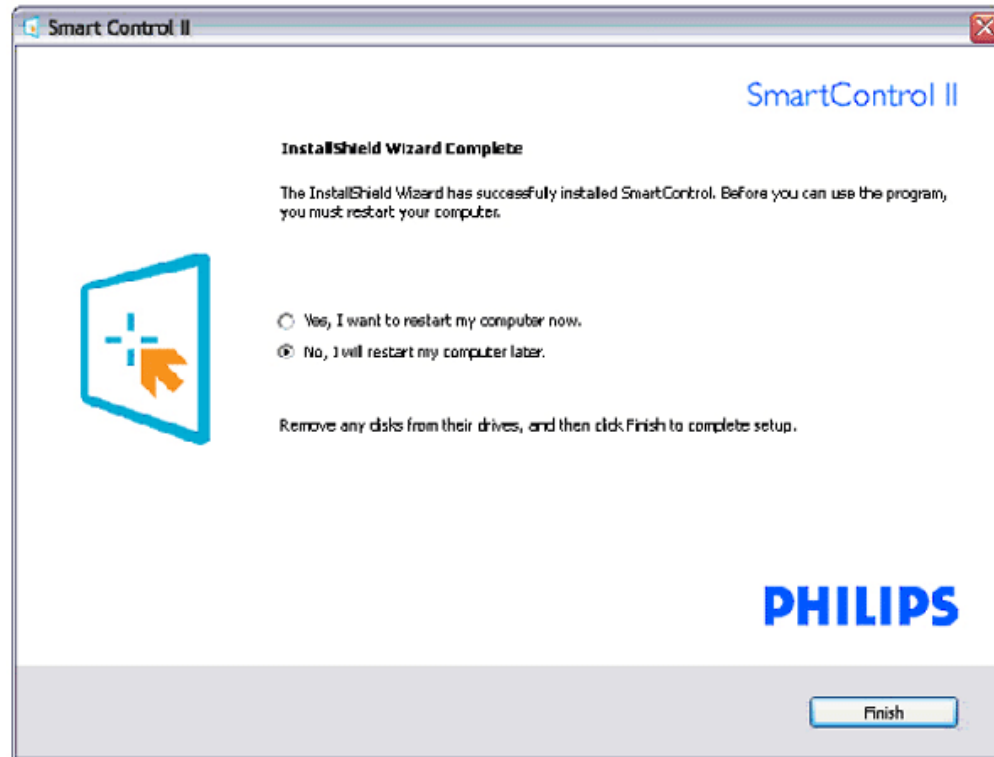 Smart Control II
SmartControl II
InstallShield Wizard Complete
The InstallShield Wizard has successfully installed SmartControl. Before you can use the program,
you must restart your computer.
Yes, I want to restart my computer now.
No, I will restart my computer later.
Remove any disks from their drives, and then click Finish to complete setup.
PHILIPS
Finish